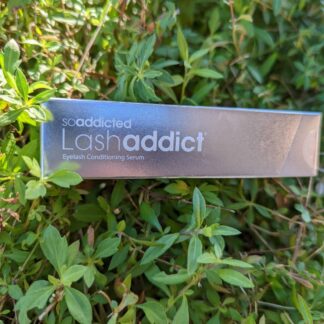 soaddicted
Lashaddict
Eyelash Conditioning Serum